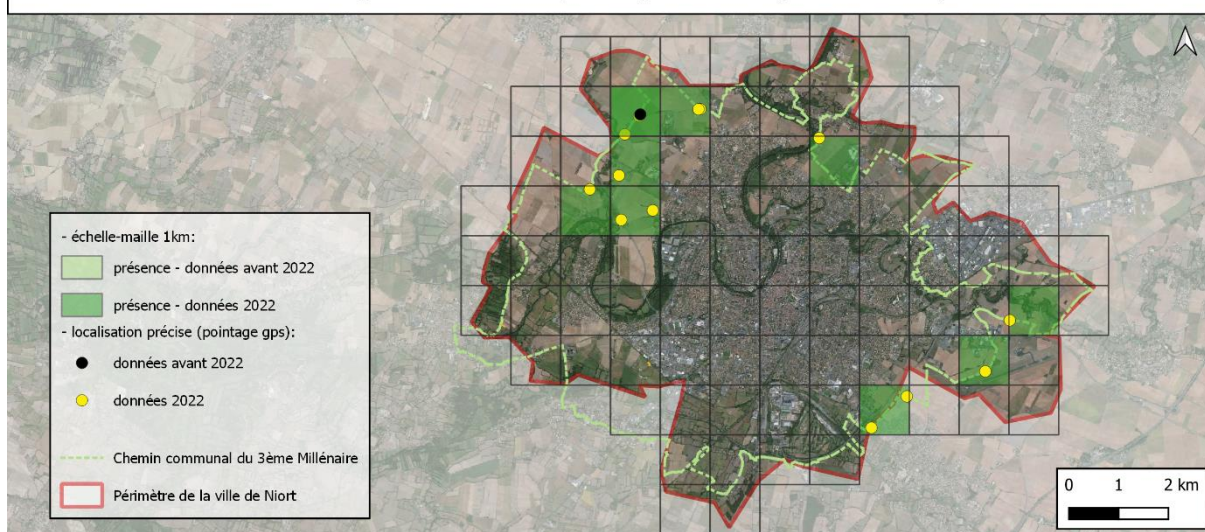 - échelle-maille 1km:
présence - données avant 2022
présence - données 2022
- localisation précise (pointage gps):
données avant 2022
données 2022
Chemin communal du 3ème Millénaire
Périmètre de la ville de Niort
0 1 2 km